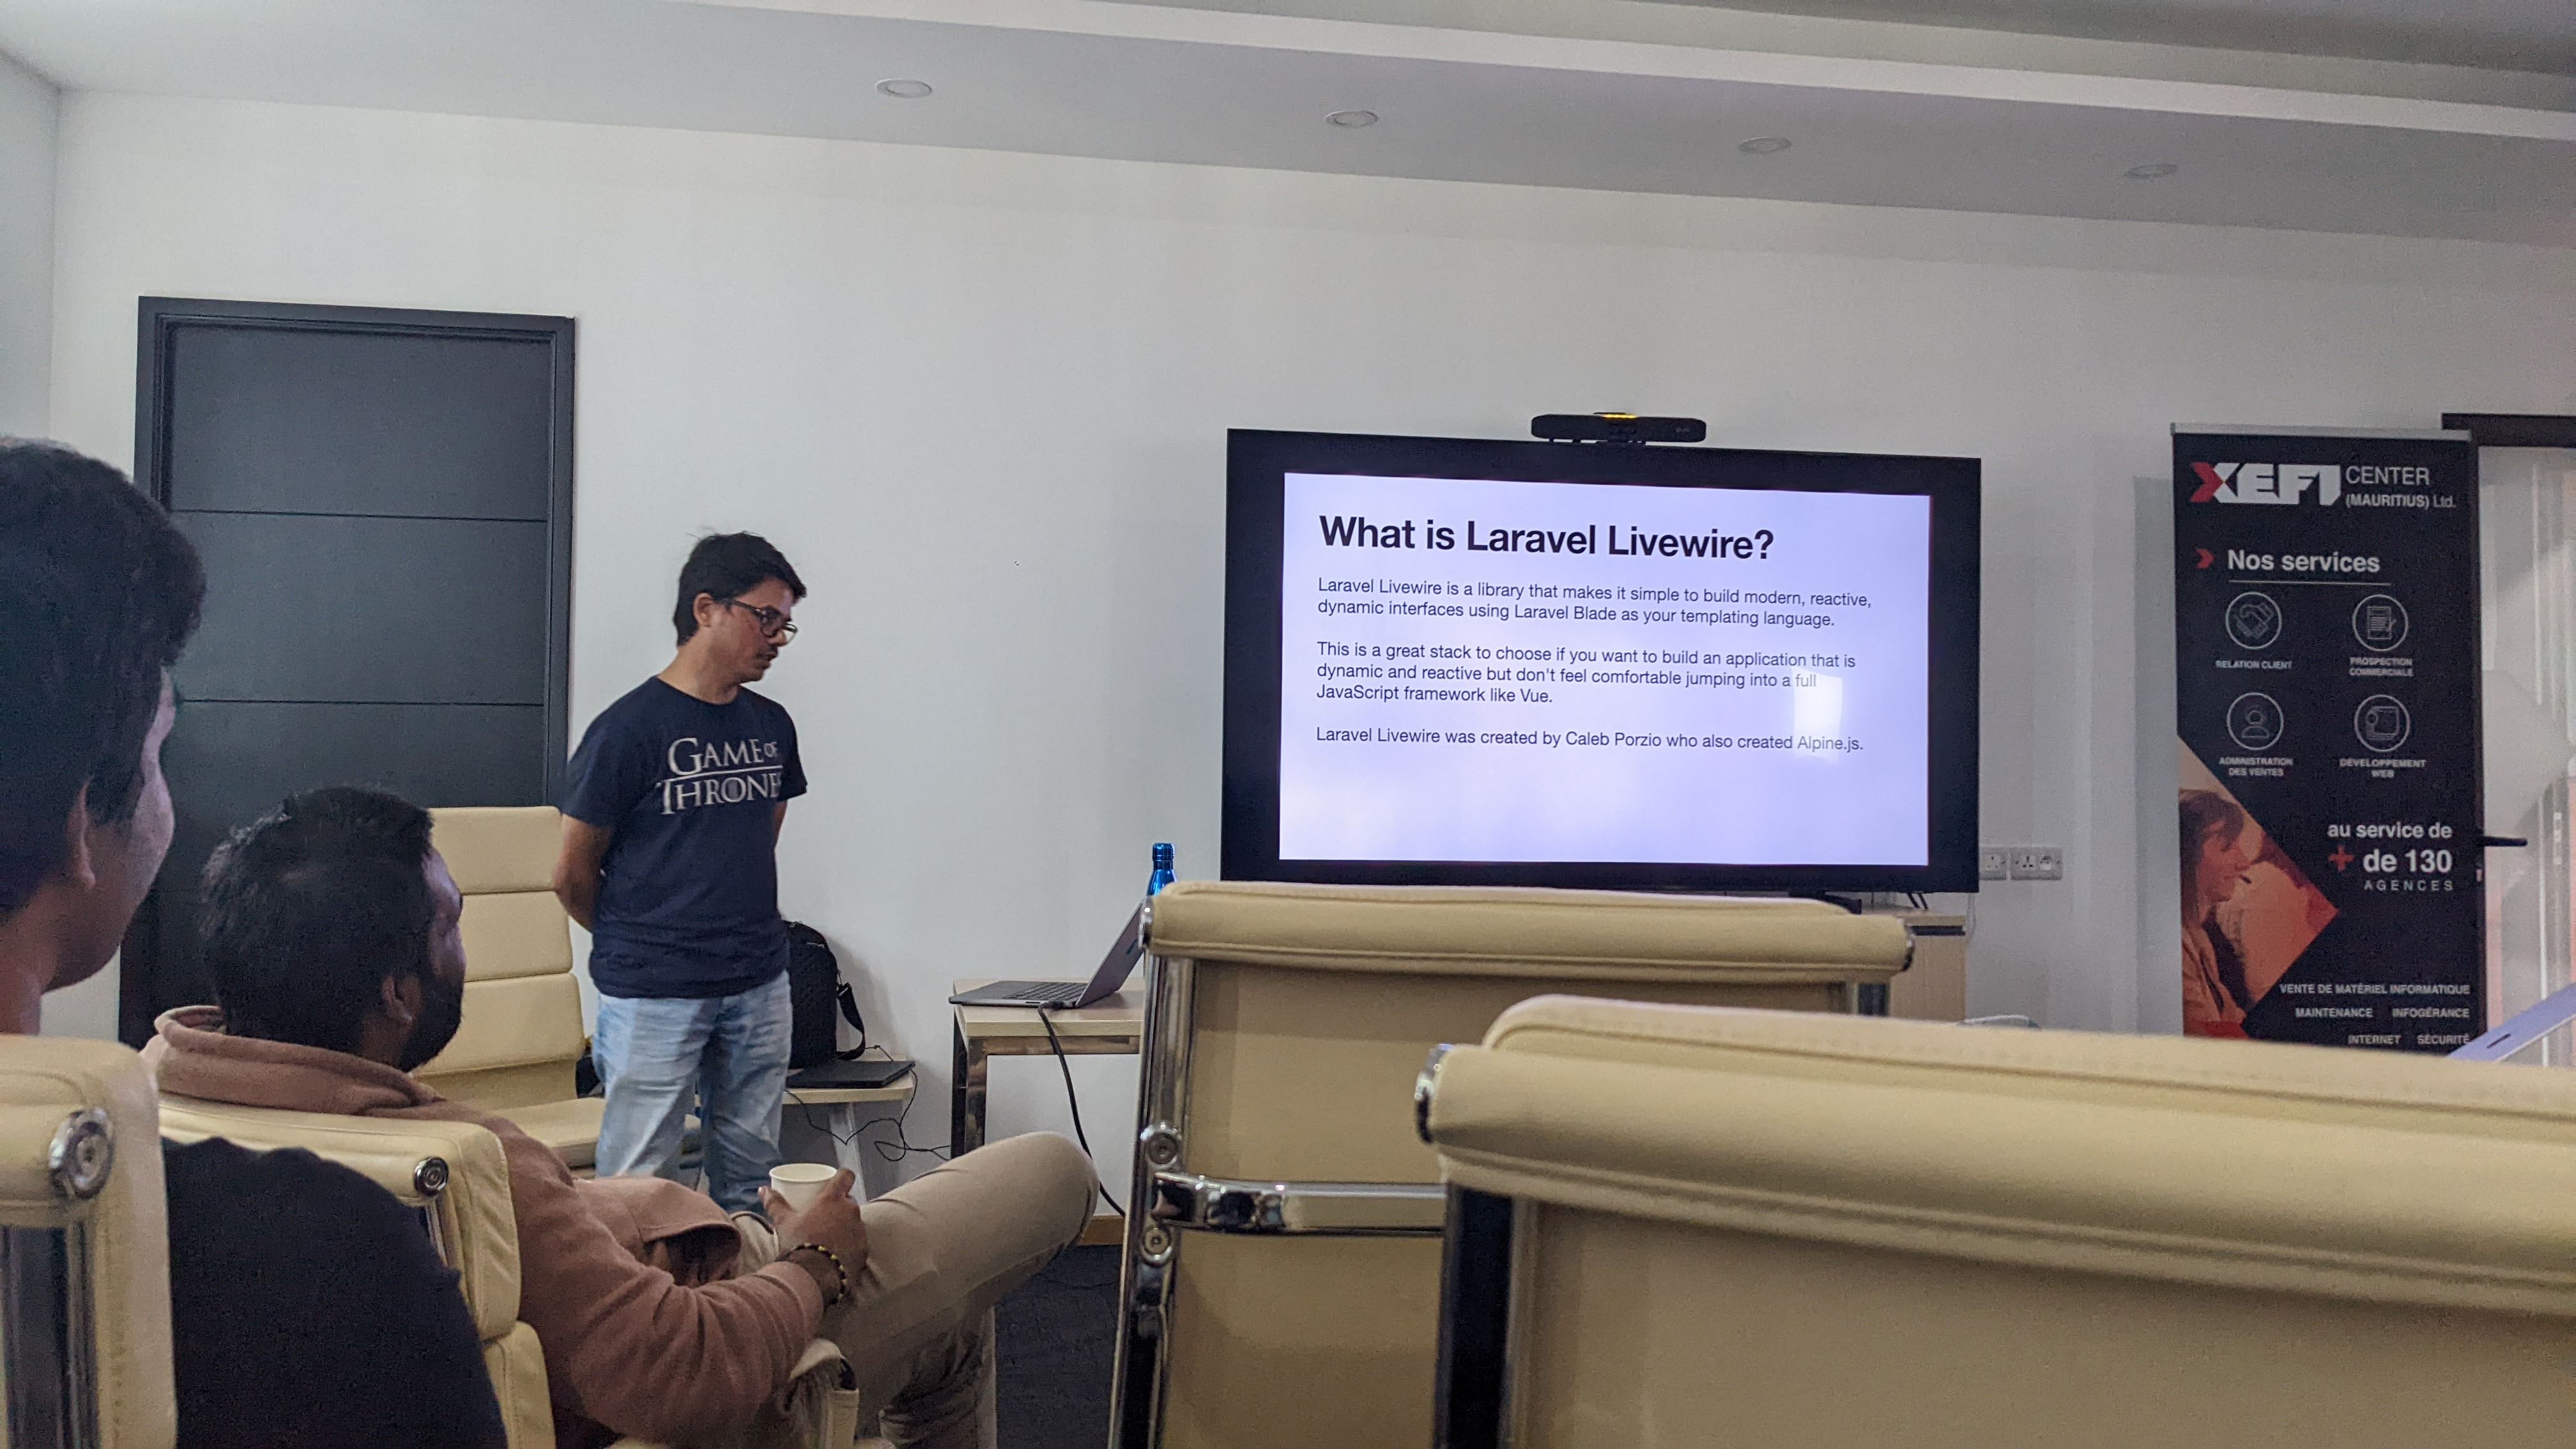 What is Laravel Livewire?
Laravel Livewire is a library that makes it simple to build modern, reactive,
dynamic interfaces using Laravel Blade as your templating language.
This is a great stack to choose if you want to build an application that is
dynamic and reactive but don't feel comfortable jumping into a full
JavaScript framework like Vue.
Laravel Livewire was created by Caleb Porzio who also created Alpine.js.
GAME OF
THRONES
XEFI CENTER
(MAURITIUS) Ltd.
Nos services
RELATION CLIENT
PROSPECTION
COMMERCIALE
ADMINISTRATION
DES VENTES
DÉVELOPPEMENT
WEB
au service de
+ de 130
AGENCES
VENTE DE MATÉRIEL INFORMATIQUE
MAINTENANCE INFOGÉRANCE
INTERNET SÉCURITÉ